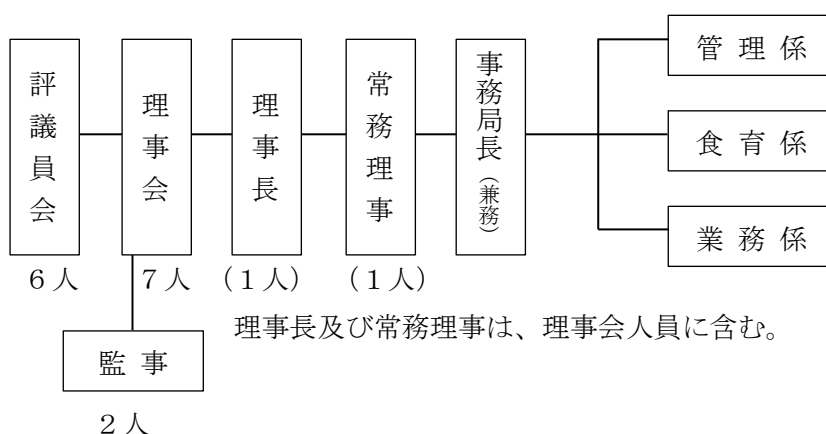 評議員会
理事会
理事長
常務理事
事務局長（兼務）
管理係
食育係
業務係
６人
７人
（１人）
（１人）
理事長及び常務理事は、理事会人員に含む。
監事
２人